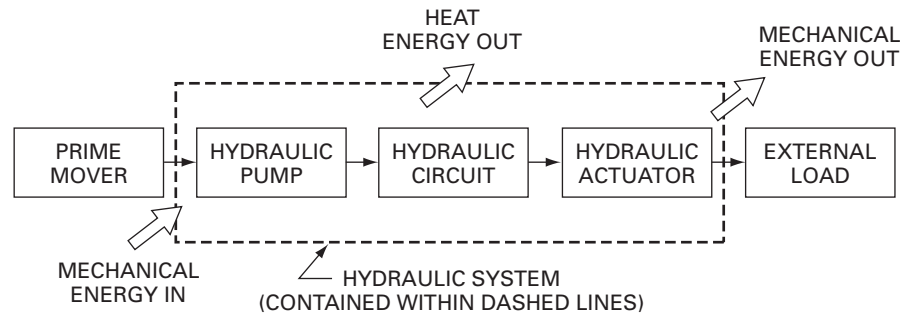 HEAT
ENERGY OUT
MECHANICAL
ENERGY OUT
PRIME
MOVER
HYDRAULIC
PUMP
HYDRAULIC
CIRCUIT
HYDRAULIC
ACTUATOR
EXTERNAL
LOAD
MECHANICAL
ENERGY IN
HYDRAULIC SYSTEM
(CONTAINED WITHIN DASHED LINES)